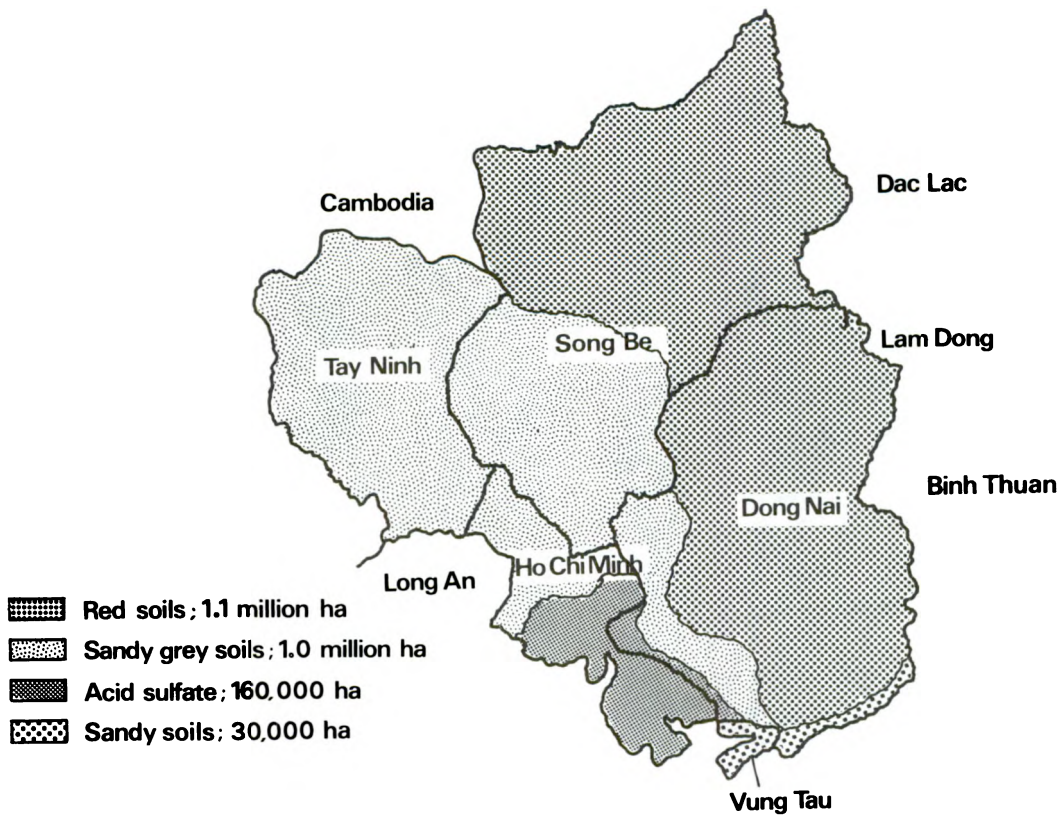 Dac Lac
Cambodia
Lam Dong
Song Be
Tay Ninh
Binh Thuan
Dong Nai
Ho Chi Minh
Long An
Red soils; 1.1 million ha
Sandy grey soils; 1.0 million ha
Acid sulfate; 160,000 ha
Sandy soils; 30,000 ha
Vung Tau